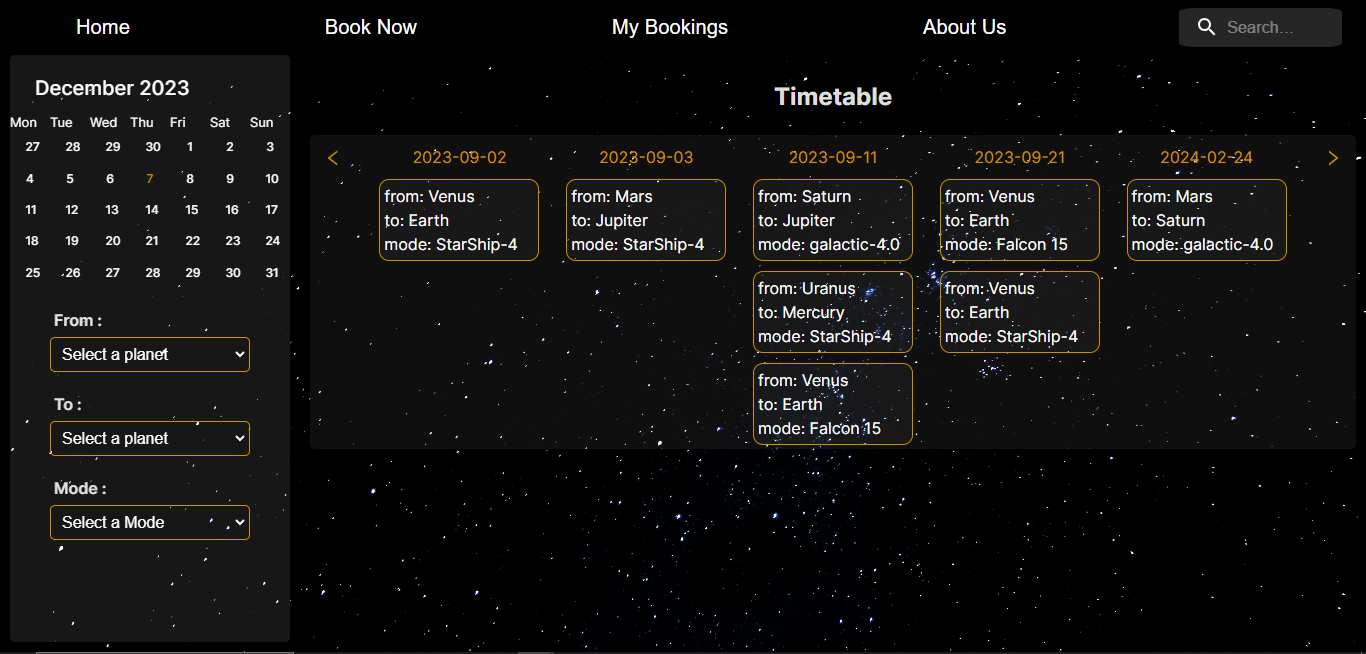 Home Book Now My Bookings About Us Search...
December 2023
Mon Tue Wed Thu Fri Sat Sun
27 28 29 30 1 2 3
4 5 6 7 8 9 10
11 12 13 14 15 16 17
18 19 20 21 22 23 24
25 26 27 28 29 30 31
From :
Select a planet
To :
Select a planet
Mode :
Select a Mode
Timetable
< 2023-09-02 2023-09-03 2023-09-11 2023-09-21 2024-02-24 >
from: Venus
to: Earth
mode: StarShip-4
from: Mars
to: Jupiter
mode: StarShip-4
from: Saturn
to: Jupiter
mode: galactic-4.0
from: Uranus
to: Mercury
mode: StarShip-4
from: Venus
to: Earth
mode: Falcon 15
from: Venus
to: Earth
mode: Falcon 15
from: Venus
to: Earth
mode: StarShip-4
from: Mars
to: Saturn
mode: galactic-4.0